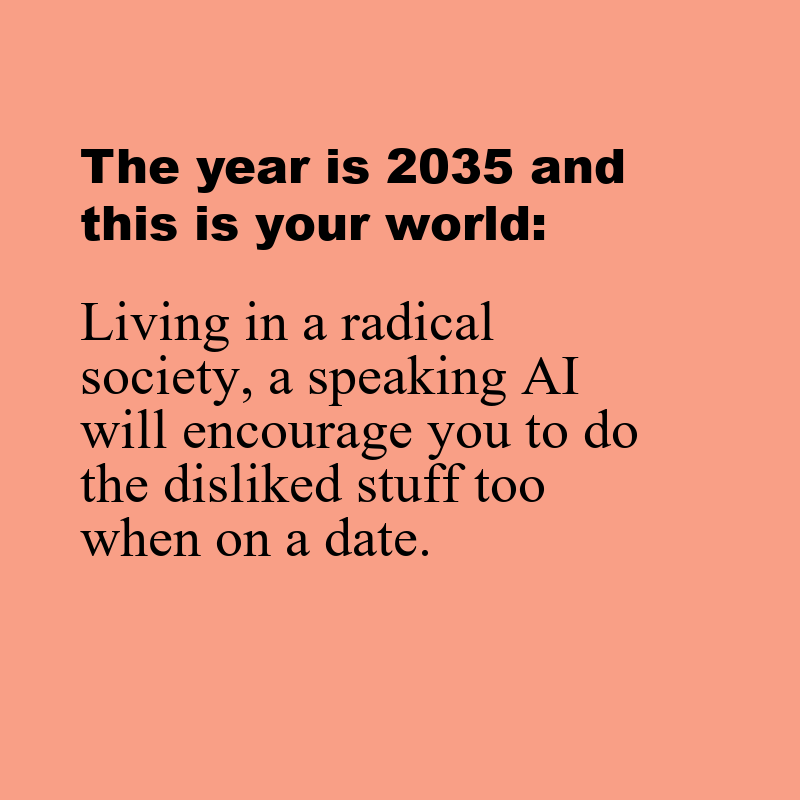 The year is 2035 and
this is your world:
Living in a radical
society, a speaking AI
will encourage you to do
the disliked stuff too
when on a date.